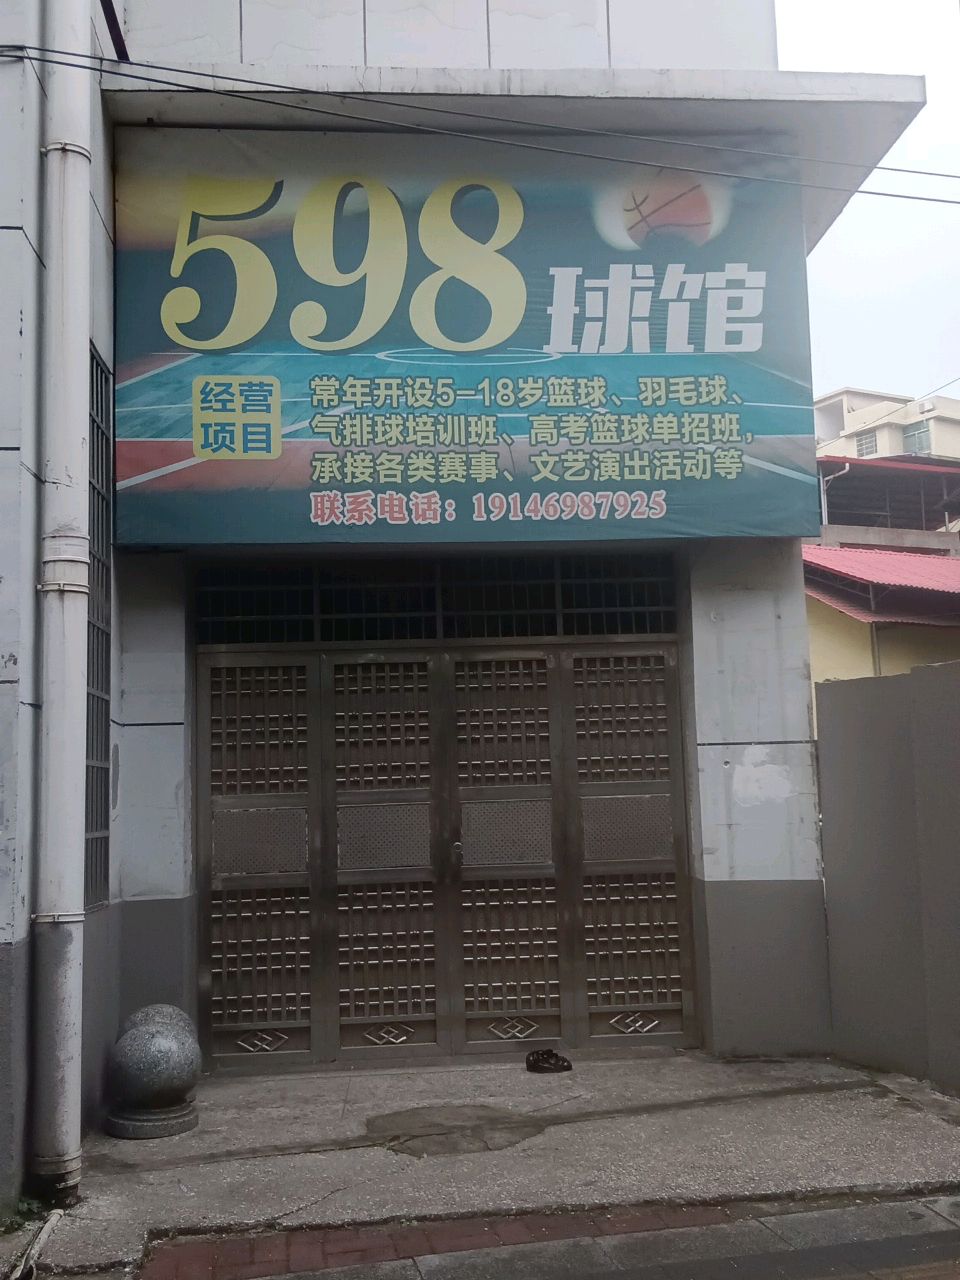 598 球馆
经营
项目
常年开设5-18岁篮球、羽毛球、
气排球培训班、高考篮球单招班，
承接各类赛事、文艺演出活动等
联系电话：19146987925